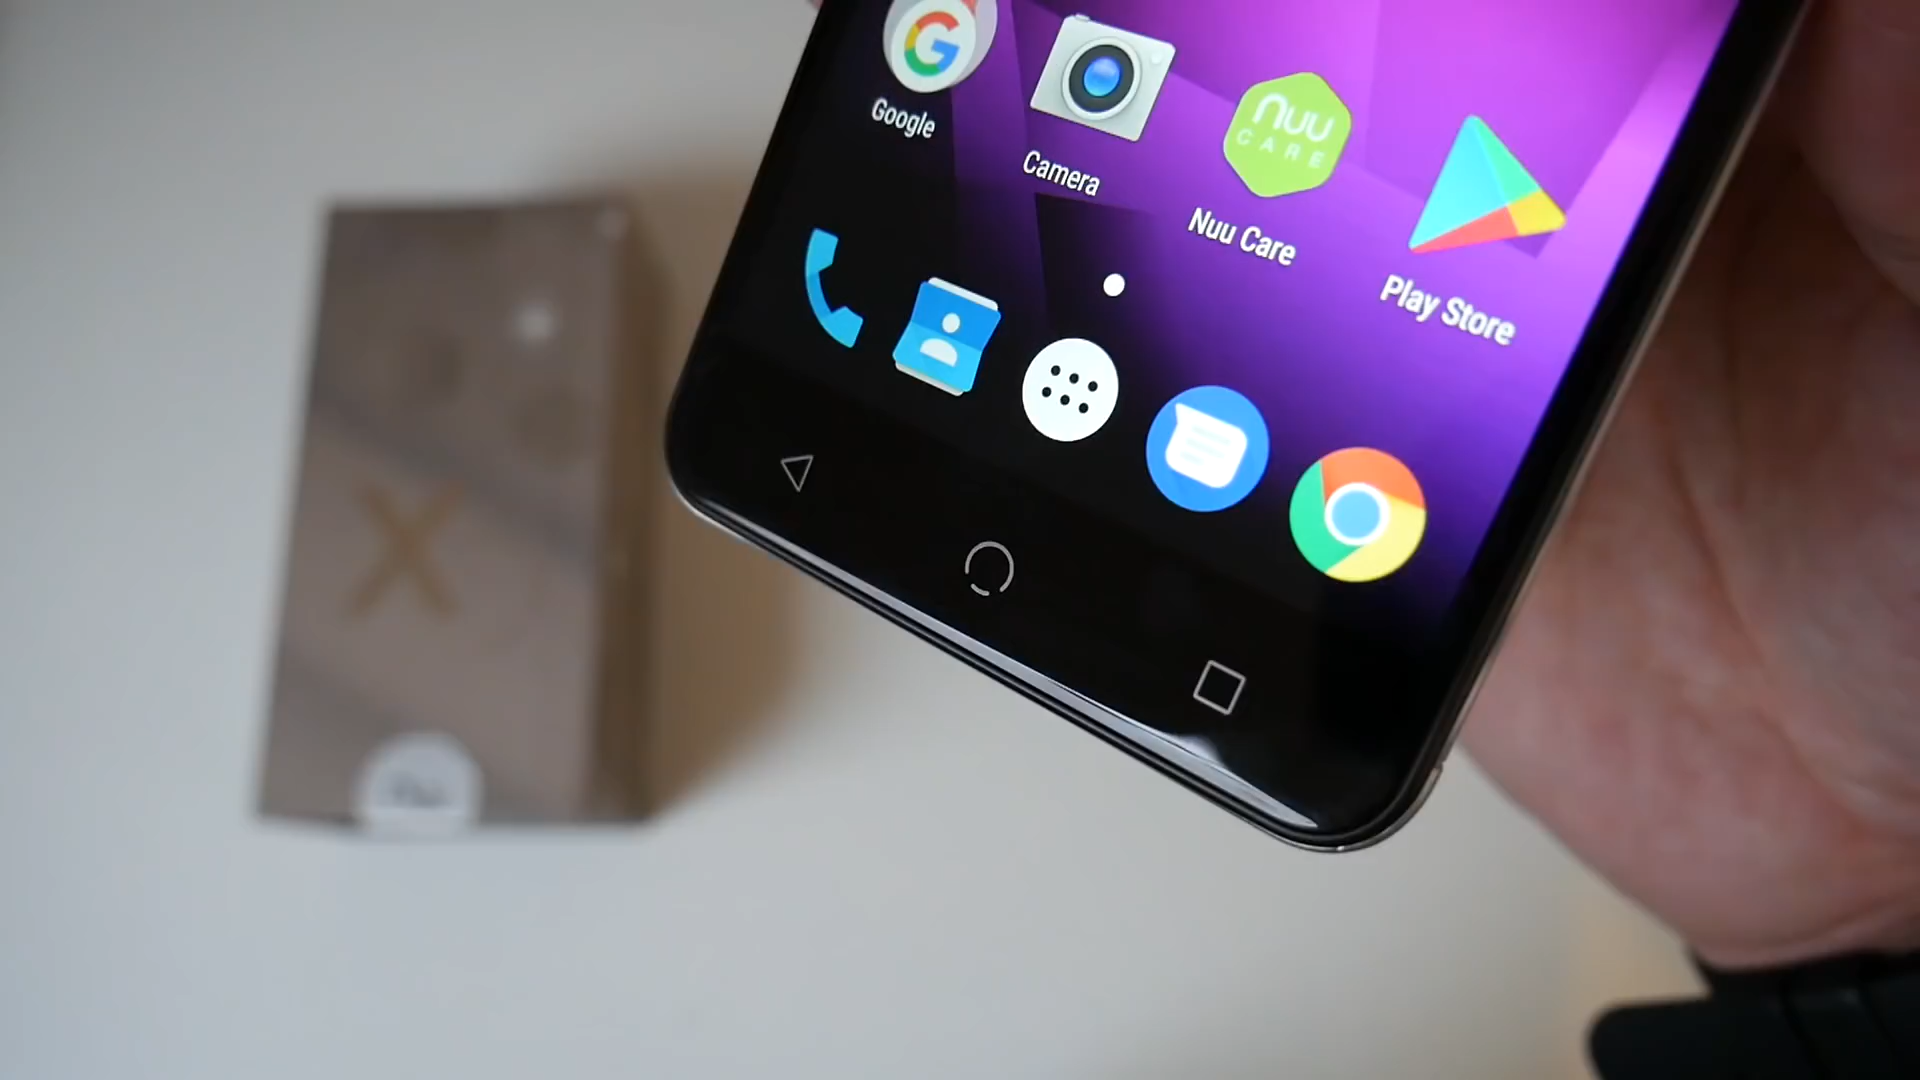 Google
Camera
nuu
CARE
Nuu Care
Play Store
X